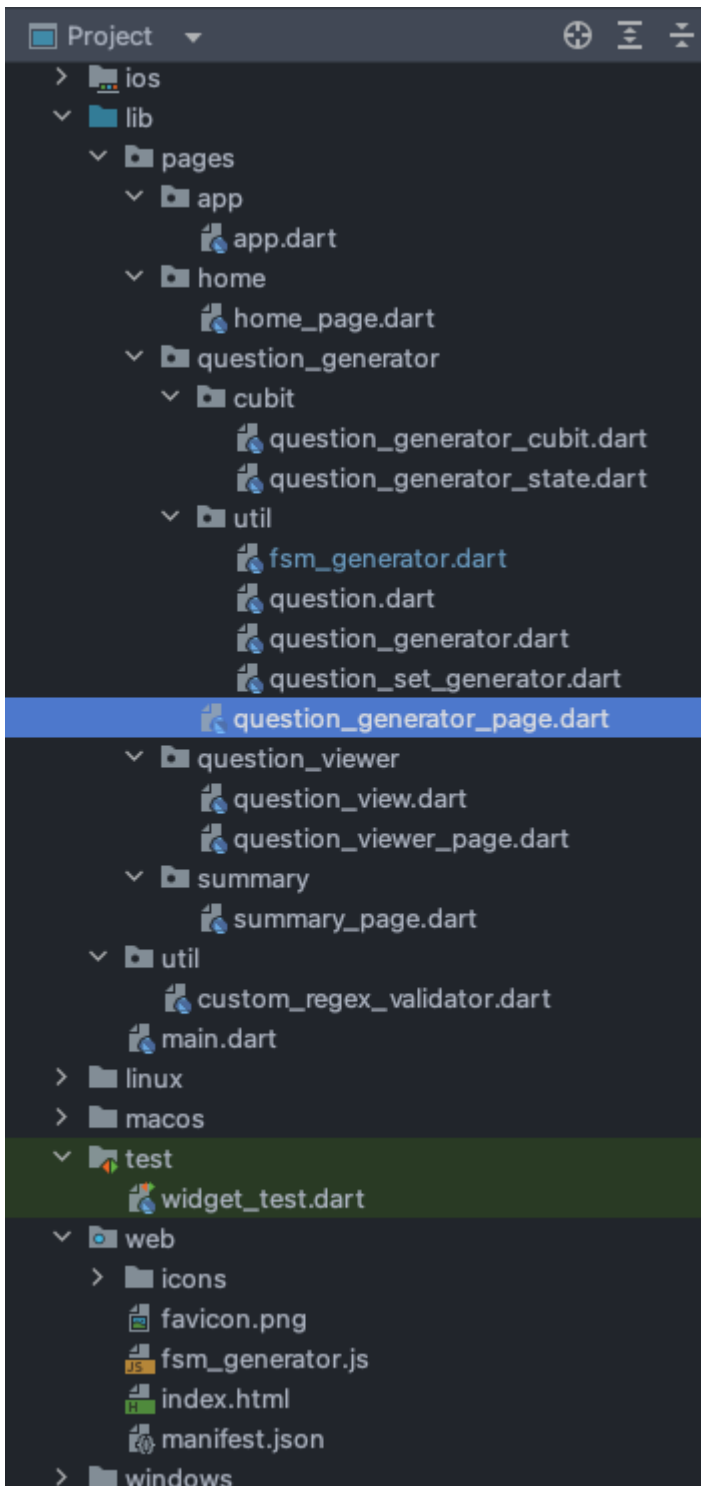 Project
ios
lib
pages
app
app.dart
home
home_page.dart
question_generator
cubit
question_generator_cubit.dart
question_generator_state.dart
util
fsm_generator.dart
question.dart
question_generator.dart
question_set_generator.dart
question_generator_page.dart
question_viewer
question_view.dart
question_viewer_page.dart
summary
summary_page.dart
util
custom_regex_validator.dart
main.dart
linux
macos
test
widget_test.dart
web
icons
favicon.png
JS fsm_generator.js
H index.html
manifest.json
windows